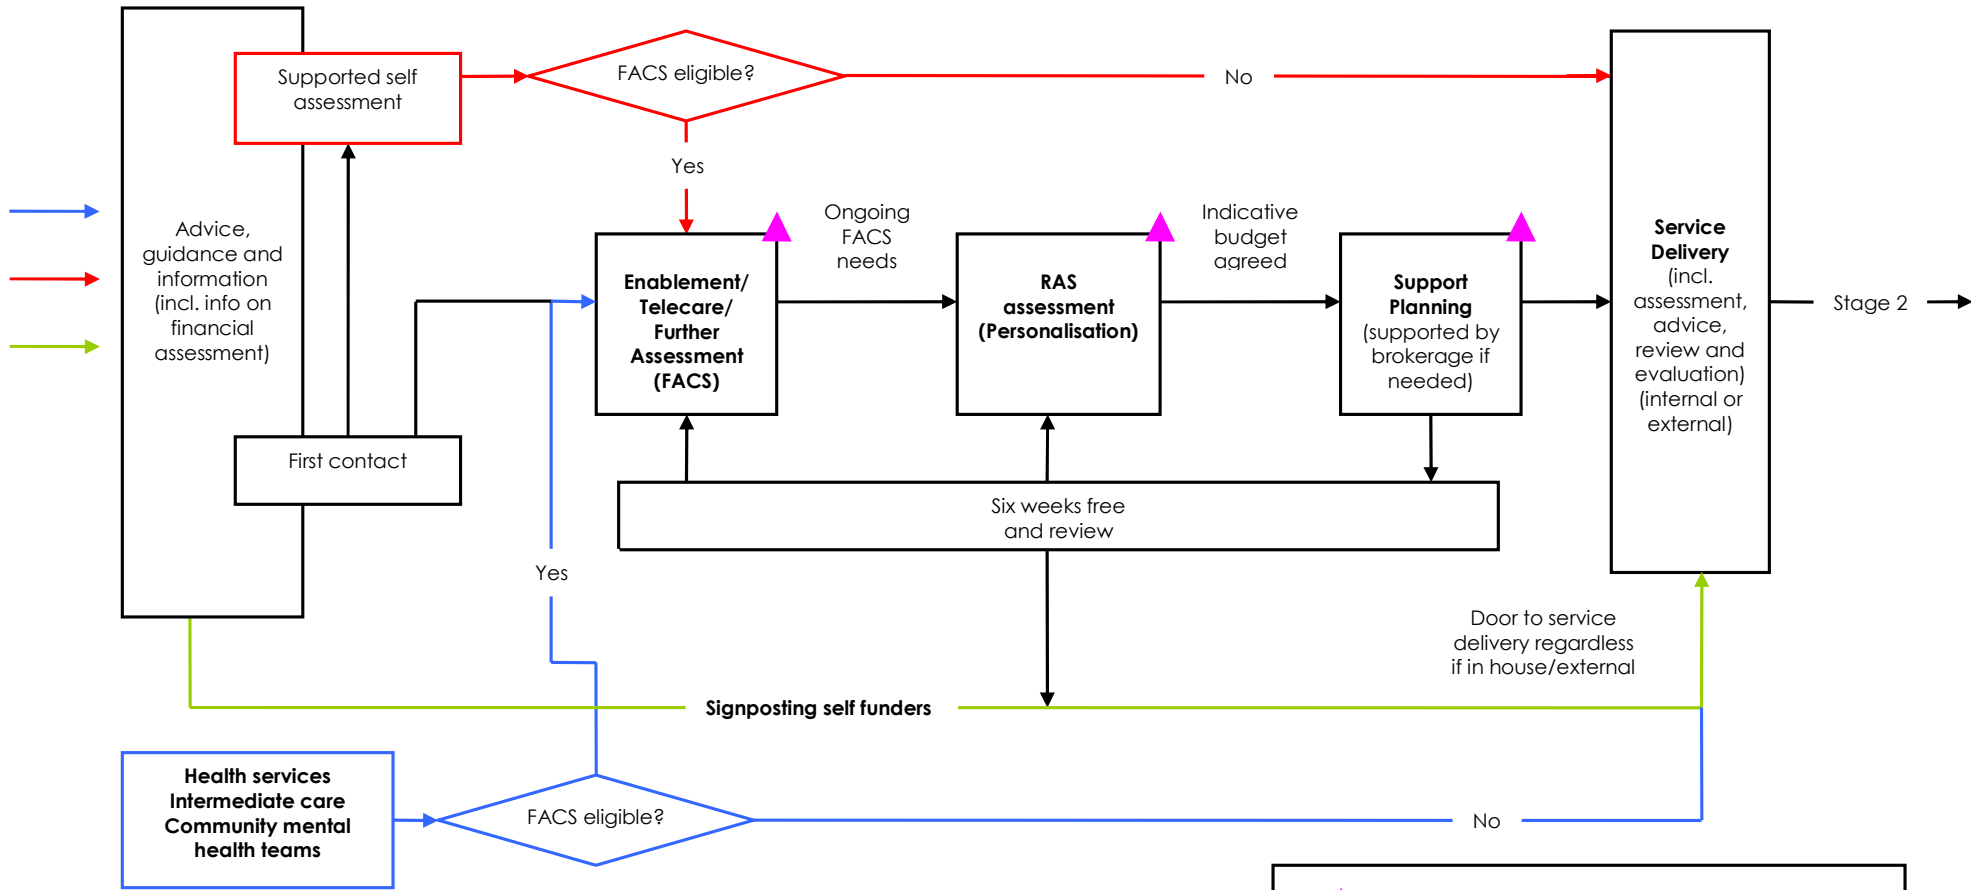 Supported self
assessment
FACS eligible?
No
Yes
Advice,
guidance and
information
(incl. info on
financial
assessment)
First contact
Enablement/
Telecare/
Further
Assessment
(FACS)
Ongoing
FACS
needs
RAS
assessment
(Personalisation)
Indicative
budget
agreed
Support
Planning
(supported by
brokerage if
needed)
Service
Delivery
(incl.
assessment,
advice,
review and
evaluation)
(internal or
external)
Stage 2
Six weeks free
and review
Yes
Door to service
delivery regardless
if in house/external
Signposting self funders
Health services
Intermediate care
Community mental
health teams
FACS eligible?
No